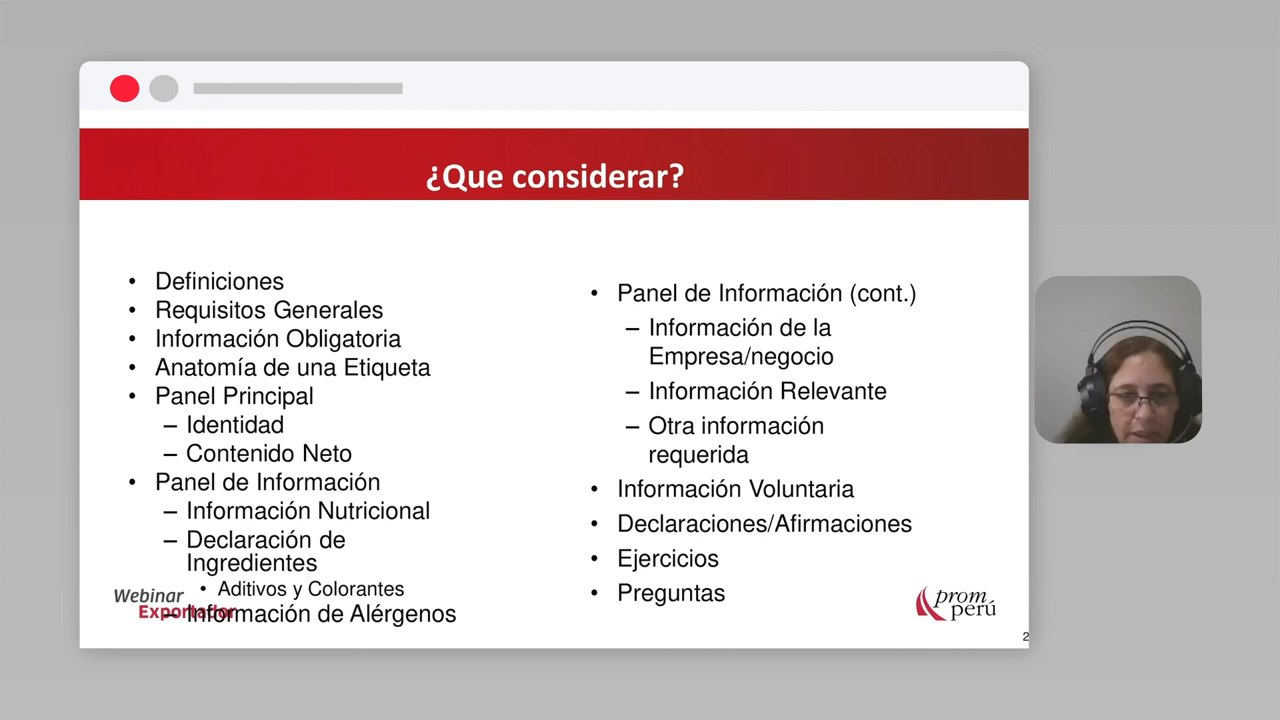 ¿Que considerar?
• Definiciones
• Requisitos Generales
• Información Obligatoria
• Anatomía de una Etiqueta
• Panel Principal
– Identidad
– Contenido Neto
• Panel de Información
– Información Nutricional
– Declaración de
Ingredientes
• Aditivos y Colorantes
– Información de Alérgenos
• Panel de Información (cont.)
– Información de la
Empresa/negocio
– Información Relevante
– Otra información
requerida
• Información Voluntaria
• Declaraciones/Afirmaciones
• Ejercicios
• Preguntas
Webinar
Exportador
prom
perú
2